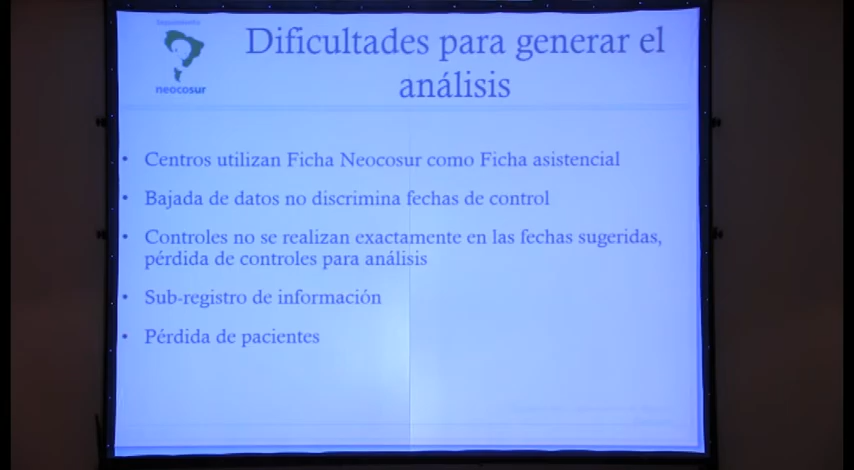 neocosur
Dificultades para generar el
análisis
• Centros utilizan Ficha Neocosur como Ficha asistencial
• Bajada de datos no discrimina fechas de control
• Controles no se realizan exactamente en las fechas sugeridas,
pérdida de controles para análisis
• Sub-registro de información
• Pérdida de pacientes